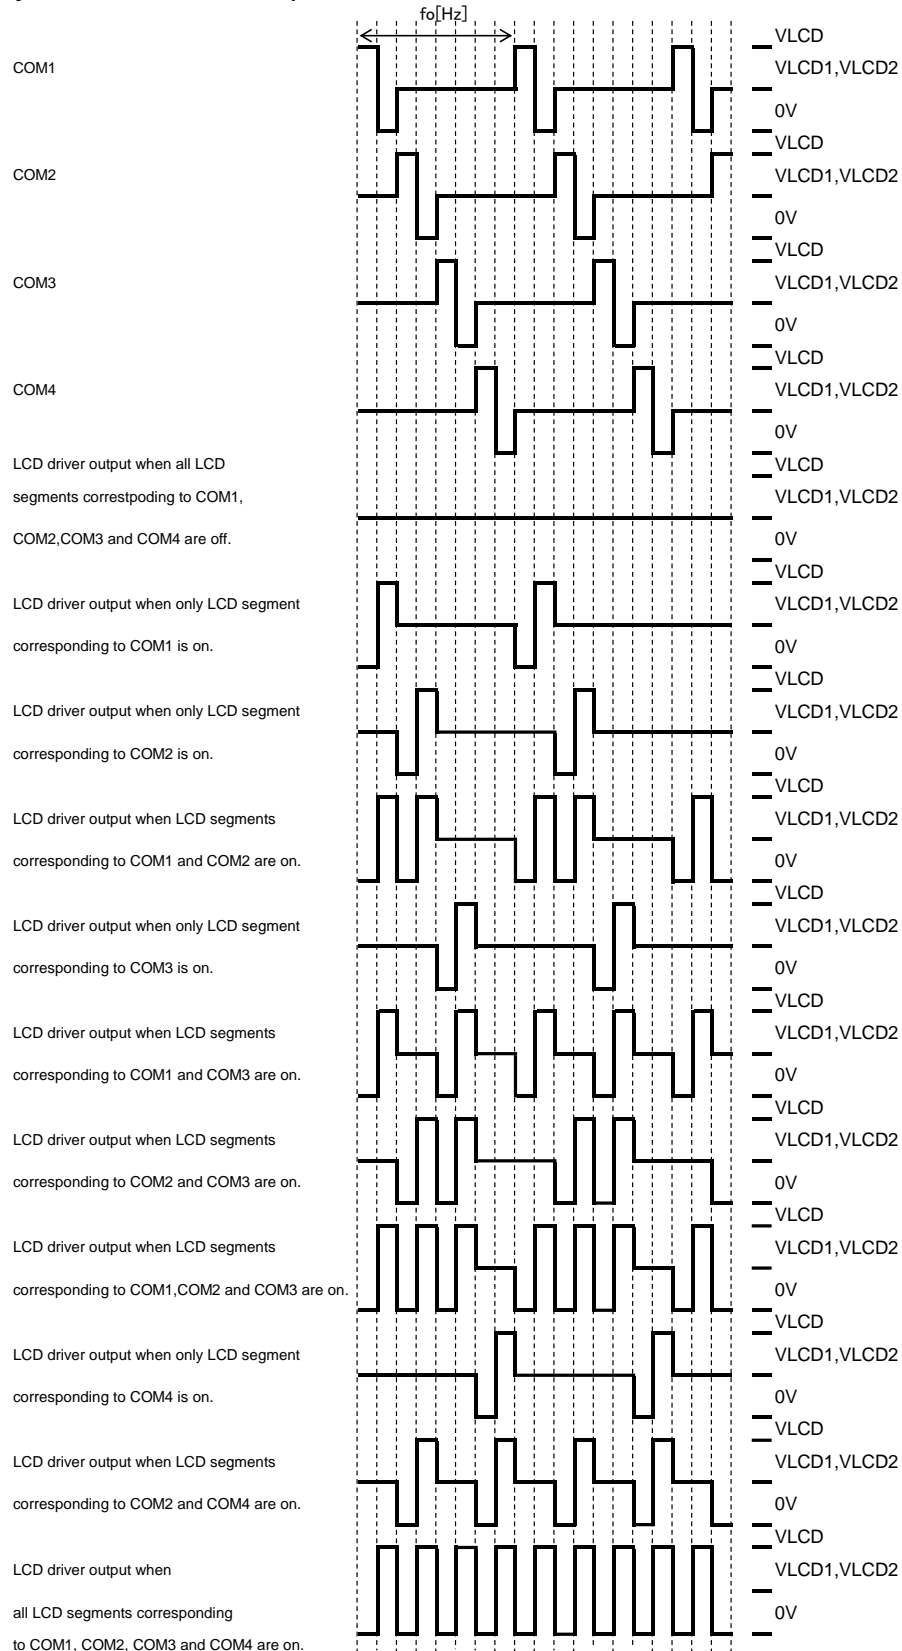 fo[Hz]
VLCD
COM1
VLCD1,VLCD2
0V
VLCD
COM2
VLCD1,VLCD2
0V
VLCD
COM3
VLCD1,VLCD2
0V
VLCD
COM4
VLCD1,VLCD2
0V
LCD driver output when all LCD
VLCD
segments correstpoding to COM1,
VLCD1,VLCD2
COM2,COM3 and COM4 are off.
0V
VLCD
LCD driver output when only LCD segment
VLCD1,VLCD2
corresponding to COM1 is on.
0V
VLCD
LCD driver output when only LCD segment
VLCD1,VLCD2
corresponding to COM2 is on.
0V
VLCD
LCD driver output when LCD segments
VLCD1,VLCD2
corresponding to COM1 and COM2 are on.
0V
VLCD
LCD driver output when only LCD segment
VLCD1,VLCD2
corresponding to COM3 is on.
0V
VLCD
LCD driver output when LCD segments
VLCD1,VLCD2
corresponding to COM1 and COM3 are on.
0V
VLCD
LCD driver output when LCD segments
VLCD1,VLCD2
corresponding to COM2 and COM3 are on.
0V
VLCD
LCD driver output when LCD segments
VLCD1,VLCD2
corresponding to COM1,COM2 and COM3 are on.
0V
VLCD
LCD driver output when only LCD segment
VLCD1,VLCD2
corresponding to COM4 is on.
0V
VLCD
LCD driver output when LCD segments
VLCD1,VLCD2
corresponding to COM2 and COM4 are on.
0V
VLCD
LCD driver output when
VLCD1,VLCD2
all LCD segments corresponding
0V
to COM1, COM2, COM3 and COM4 are on.